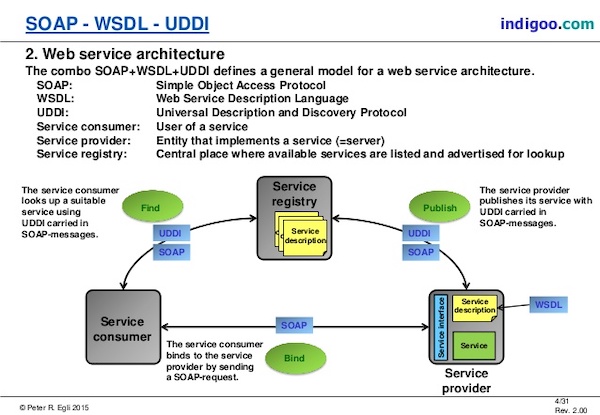 SOAP - WSDL - UDDI
indigoo.com
2. Web service architecture
The combo SOAP+WSDL+UDDI defines a general model for a web service architecture.
SOAP: Simple Object Access Protocol
WSDL: Web Service Description Language
UDDI: Universal Description and Discovery Protocol
Service consumer: User of a service
Service provider: Entity that implements a service (=server)
Service registry: Central place where available services are listed and advertised for lookup
The service consumer
looks up a suitable
service using
UDDI carried in
SOAP-messages.
Find
UDDI
SOAP
Service
registry
Service
description
Publish
UDDI
SOAP
The service provider
publishes its service with
UDDI carried in
SOAP-messages.
Service
consumer
SOAP
The service consumer
binds to the service
provider by sending
a SOAP-request.
Bind
Service interface
Service
description
Service
WSDL
Service
provider
© Peter R. Egli 2015
4/31
Rev. 2.00